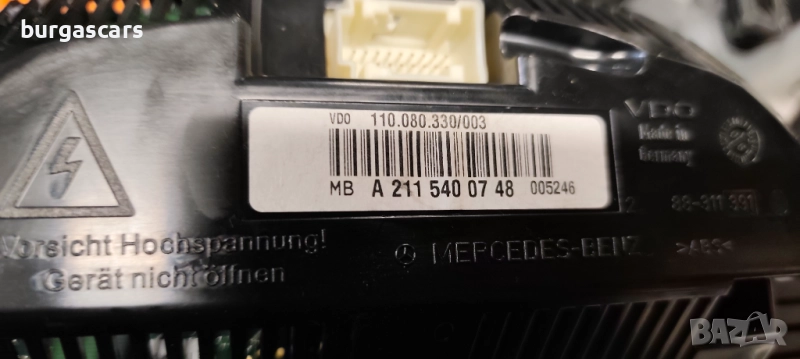 burgascars
VDO 110.080.330/003
MB A 211 540 07 48 005246
VDO
Made in
Germany
Vorsicht Hochspannung!
Gerät nicht öffnen
MERCEDES-BENZ
>ABS<
BAZAR